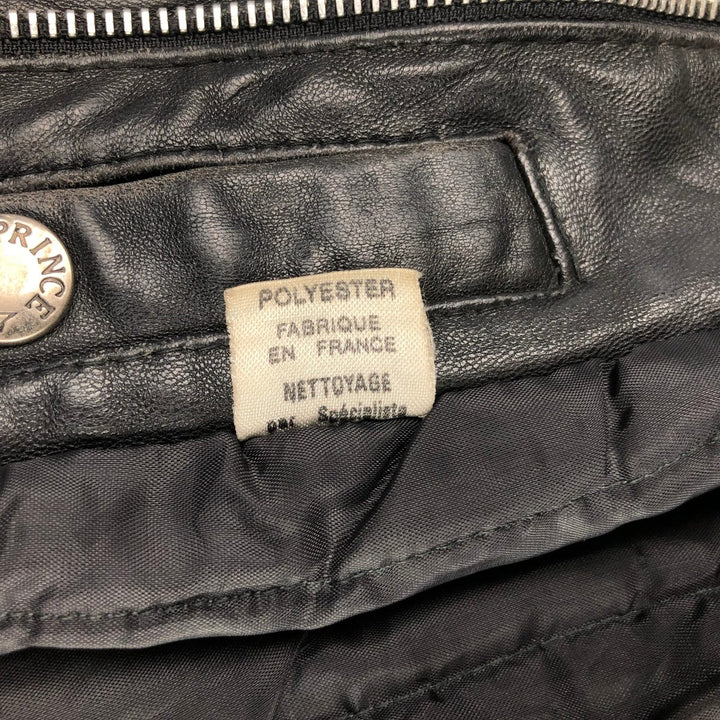 PRINCE
POLYESTER
FABRIQUE
EN FRANCE
NETTOYAGE
par Spécialiste